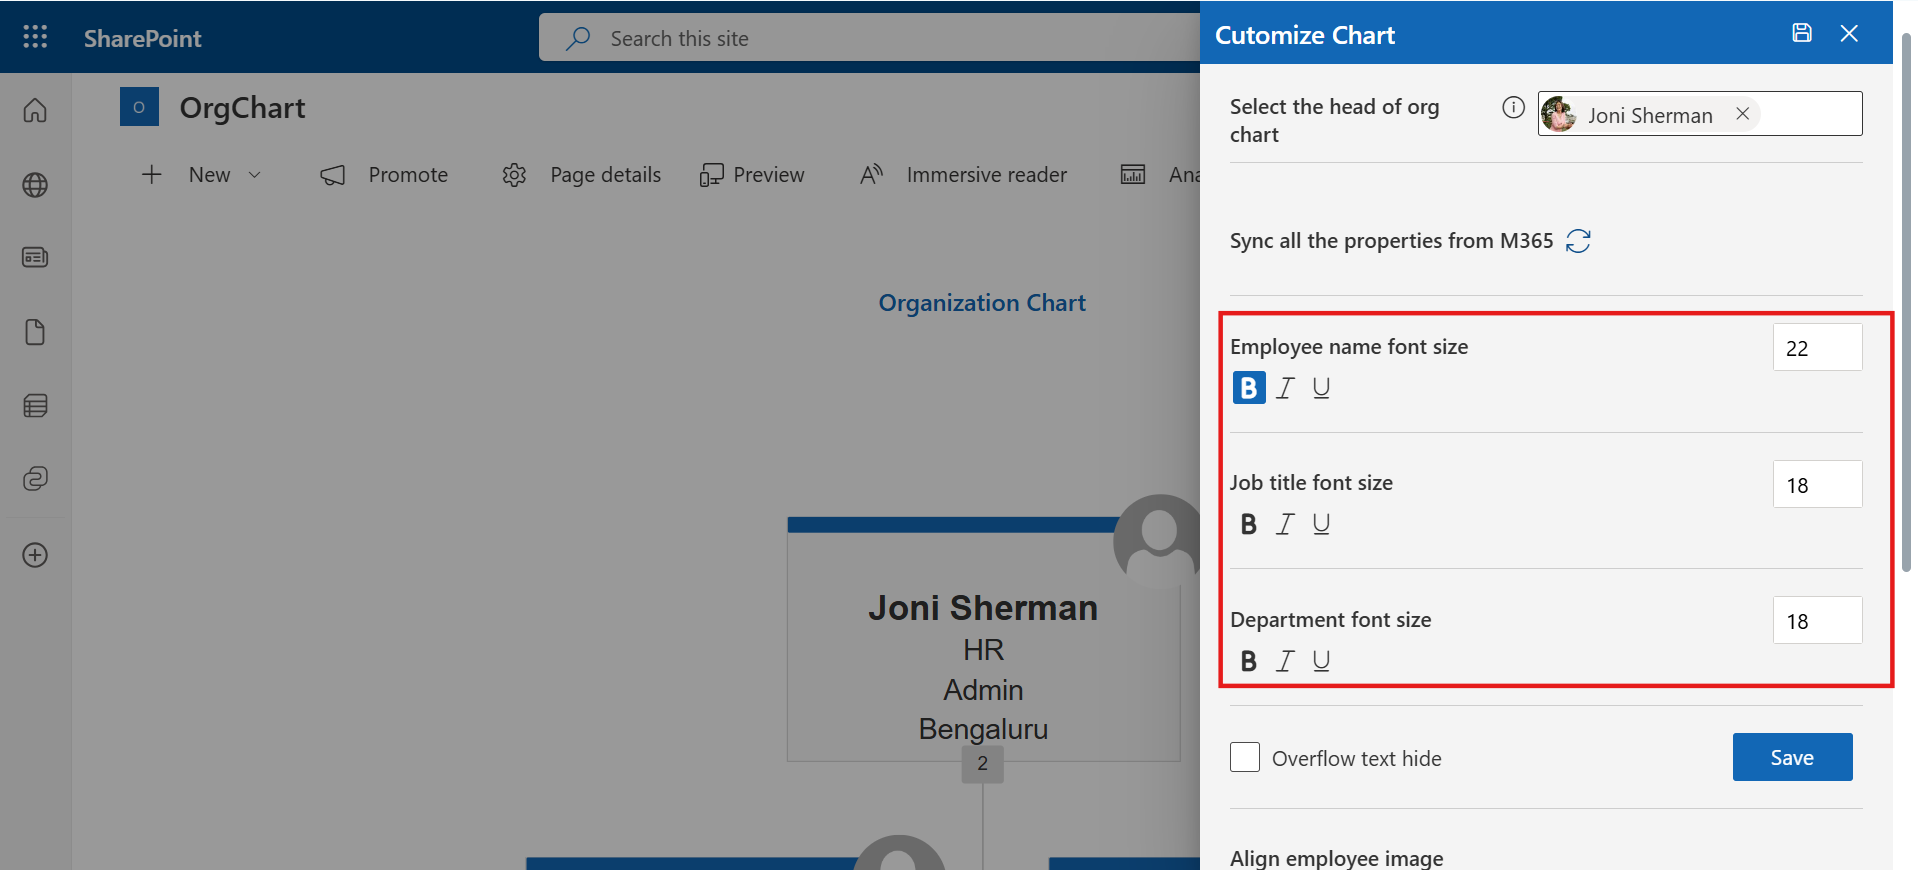 SharePoint
Search this site
Cutomize Chart
O
OrgChart
New
Promote
Page details
Preview
Immersive reader
Ana
Select the head of org
chart
Joni Sherman
Sync all the properties from M365
Organization Chart
Employee name font size
22
B I U
Job title font size
18
B I U
Department font size
18
B I U
Joni Sherman
HR
Admin
Bengaluru
2
Overflow text hide
Save
Align employee image